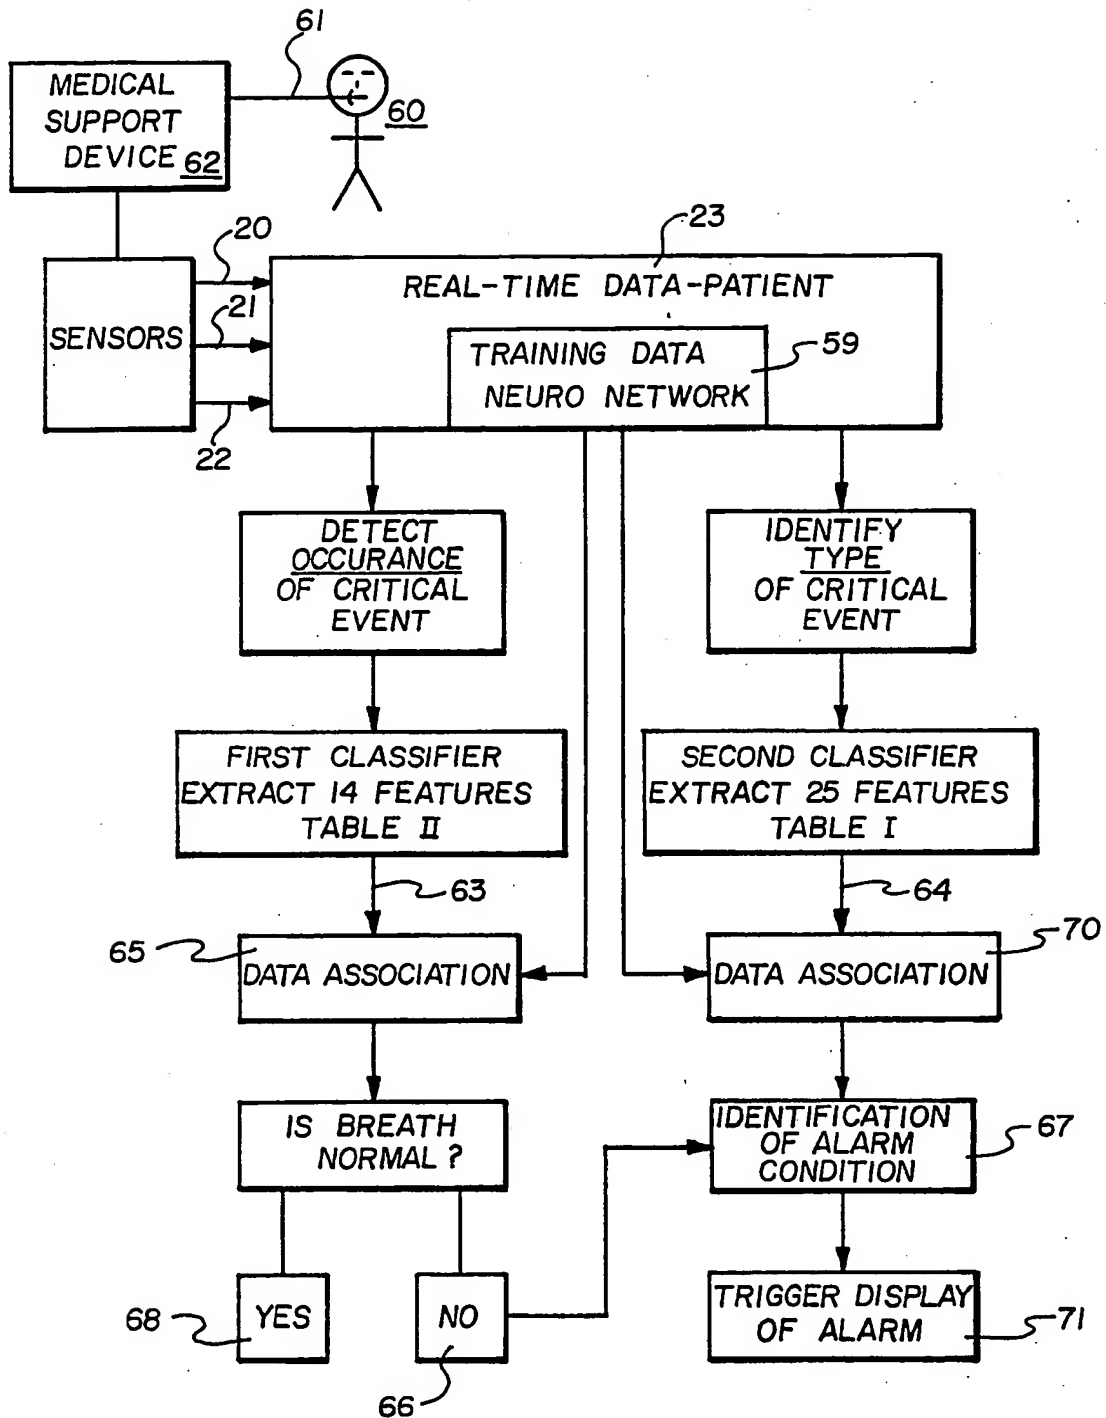 61
MEDICAL
SUPPORT
DEVICE 62
60
20
23
REAL-TIME DATA-PATIENT
SENSORS
21
TRAINING DATA
NEURO NETWORK
59
22
DETECT
OCCURANCE
OF CRITICAL
EVENT
IDENTIFY
TYPE
OF CRITICAL
EVENT
FIRST CLASSIFIER
EXTRACT 14 FEATURES
TABLE II
SECOND CLASSIFIER
EXTRACT 25 FEATURES
TABLE I
63
64
65
DATA ASSOCIATION
70
DATA ASSOCIATION
IS BREATH
NORMAL?
IDENTIFICATION
OF ALARM
CONDITION
67
68
YES
NO
66
TRIGGER DISPLAY
OF ALARM
71